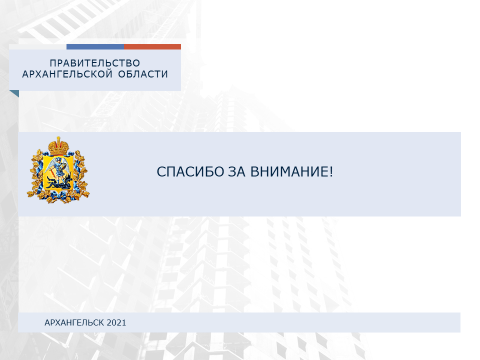 ПРАВИТЕЛЬСТВО
АРХАНГЕЛЬСКОЙ ОБЛАСТИ
СПАСИБО ЗА ВНИМАНИЕ!
АРХАНГЕЛЬСК 2021